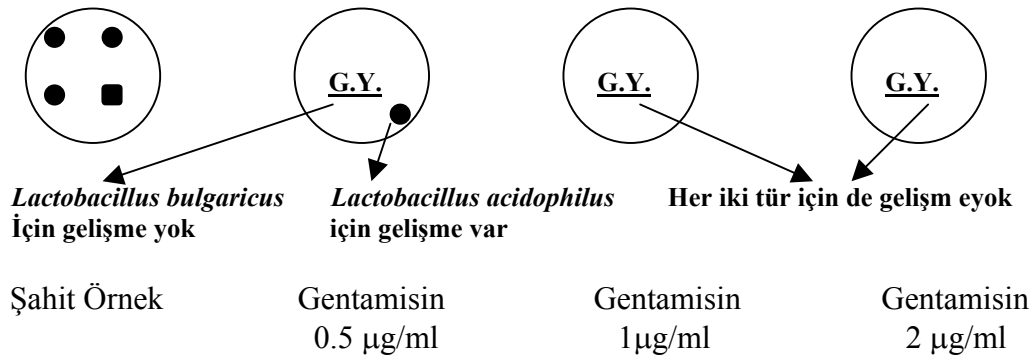 G.Y. G.Y. G.Y.
Lactobacillus bulgaricus Lactobacillus acidophilus Her iki tür için de gelişm eyok
İçin gelişme yok için gelişme var
Şahit Örnek Gentamisin Gentamisin Gentamisin
0.5 µg/ml 1µg/ml 2 µg/ml